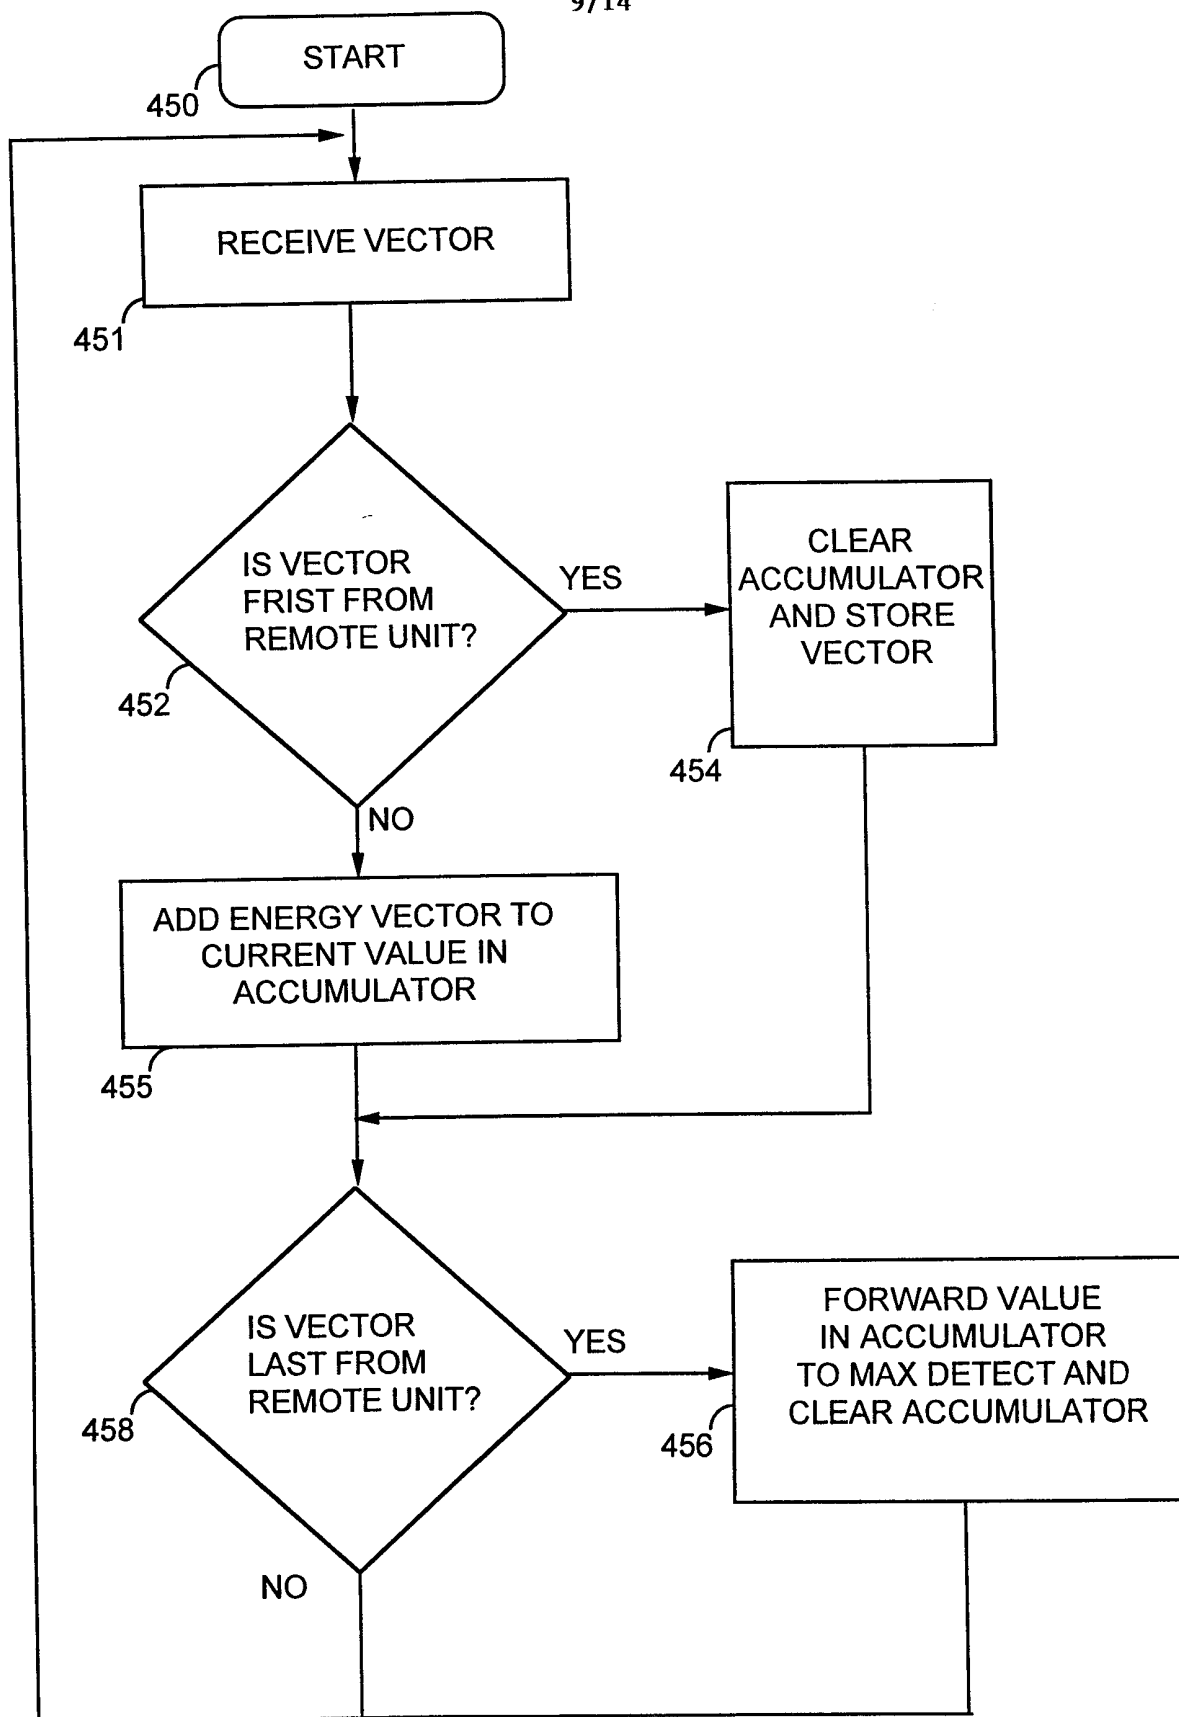 9/14
START
450
RECEIVE VECTOR
451
IS VECTOR
FRIST FROM
REMOTE UNIT?
452
YES
CLEAR
ACCUMULATOR
AND STORE
VECTOR
454
NO
ADD ENERGY VECTOR TO
CURRENT VALUE IN
ACCUMULATOR
455
IS VECTOR
LAST FROM
REMOTE UNIT?
458
YES
FORWARD VALUE
IN ACCUMULATOR
TO MAX DETECT AND
CLEAR ACCUMULATOR
456
NO